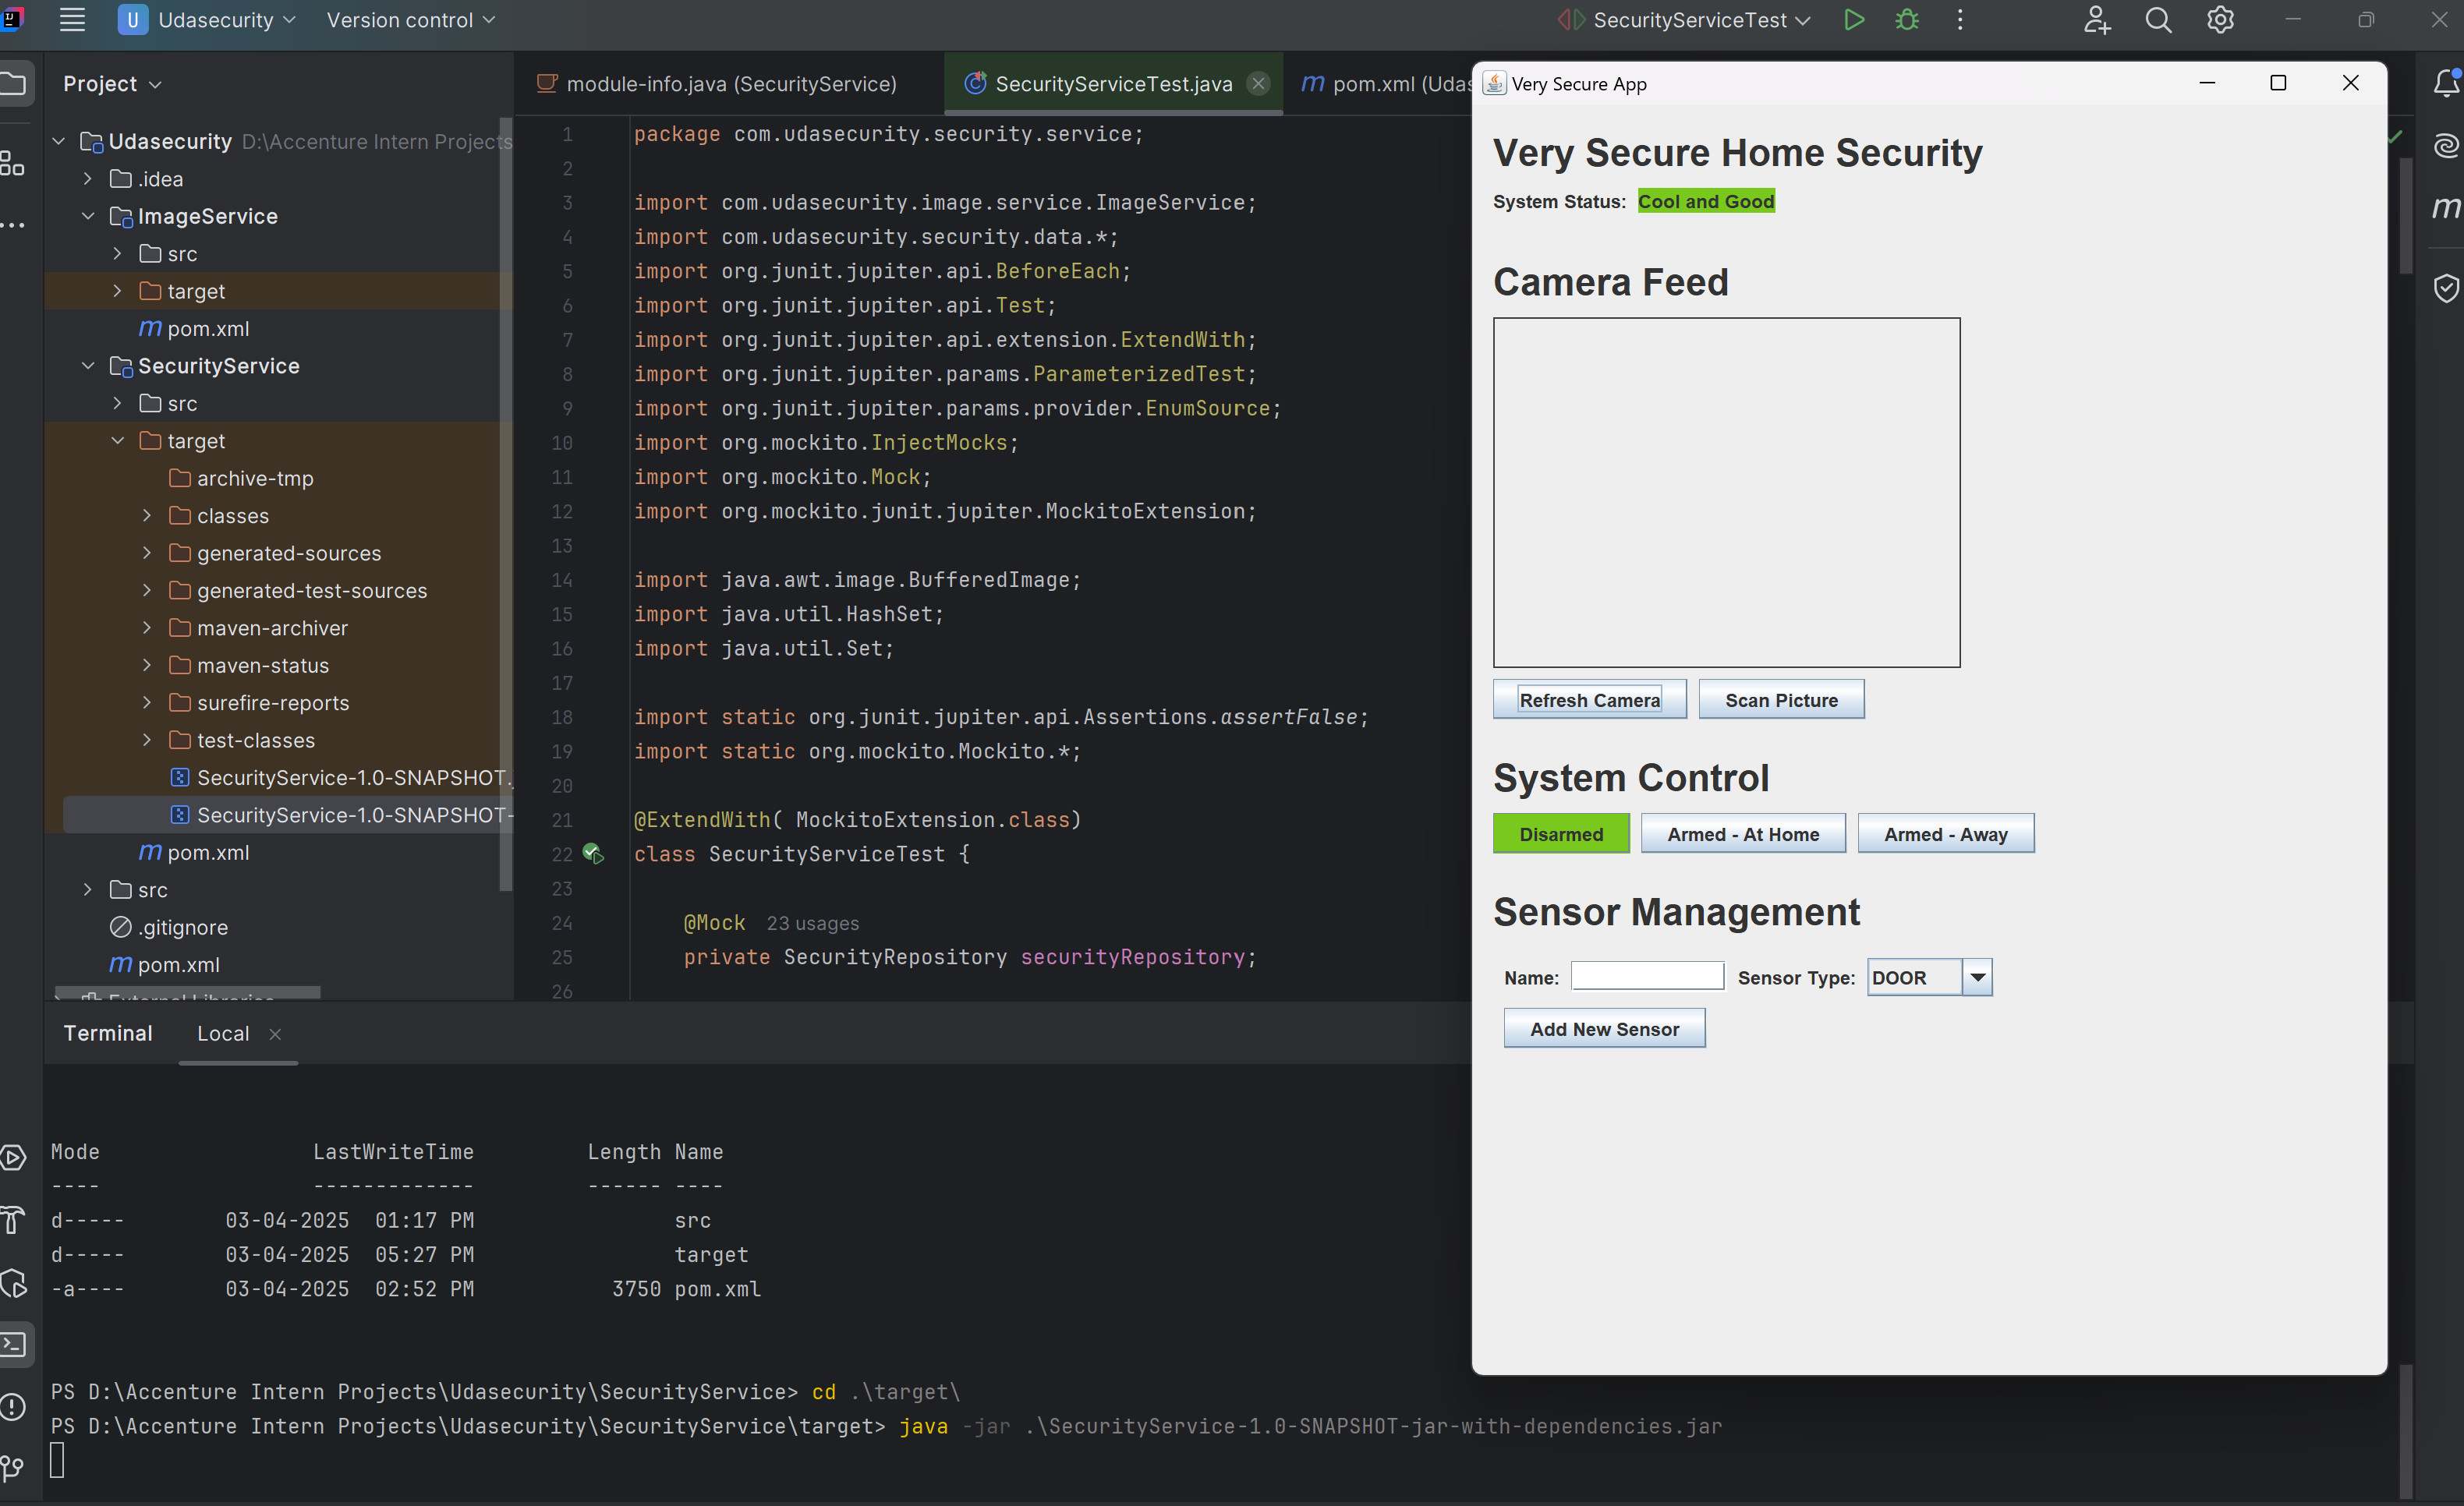 U Udasecurity Version control SecurityServiceTest
Project
Udasecurity D:\Accenture Intern Projects
.idea
ImageService
src
target
pom.xml
SecurityService
src
target
archive-tmp
classes
generated-sources
generated-test-sources
maven-archiver
maven-status
surefire-reports
test-classes
SecurityService-1.0-SNAPSHOT.
SecurityService-1.0-SNAPSHOT-
pom.xml
src
.gitignore
pom.xml
External Libraries
module-info.java (SecurityService) SecurityServiceTest.java pom.xml (Udas
1 package com.udasecurity.security.service;
2
3 import com.udasecurity.image.service.ImageService;
4 import com.udasecurity.security.data.*;
5 import org.junit.jupiter.api.BeforeEach;
6 import org.junit.jupiter.api.Test;
7 import org.junit.jupiter.api.extension.ExtendWith;
8 import org.junit.jupiter.params.ParameterizedTest;
9 import org.junit.jupiter.params.provider.EnumSource;
10 import org.mockito.InjectMocks;
11 import org.mockito.Mock;
12 import org.mockito.junit.jupiter.MockitoExtension;
13
14 import java.awt.image.BufferedImage;
15 import java.util.HashSet;
16 import java.util.Set;
17
18 import static org.junit.jupiter.api.Assertions.assertFalse;
19 import static org.mockito.Mockito.*;
20
21 @ExtendWith( MockitoExtension.class)
22 class SecurityServiceTest {
23
24 @Mock 23 usages
25 private SecurityRepository securityRepository;
26
Very Secure App
Very Secure Home Security
System Status: Cool and Good
Camera Feed
Refresh Camera Scan Picture
System Control
Disarmed Armed - At Home Armed - Away
Sensor Management
Name: Sensor Type: DOOR
Add New Sensor
Terminal Local
Mode LastWriteTime Length Name
---- ------------- ------ ----
d----- 03-04-2025 01:17 PM src
d----- 03-04-2025 05:27 PM target
-a---- 03-04-2025 02:52 PM 3750 pom.xml
PS D:\Accenture Intern Projects\Udasecurity\SecurityService> cd .\target\
PS D:\Accenture Intern Projects\Udasecurity\SecurityService\target> java -jar .\SecurityService-1.0-SNAPSHOT-jar-with-dependencies.jar